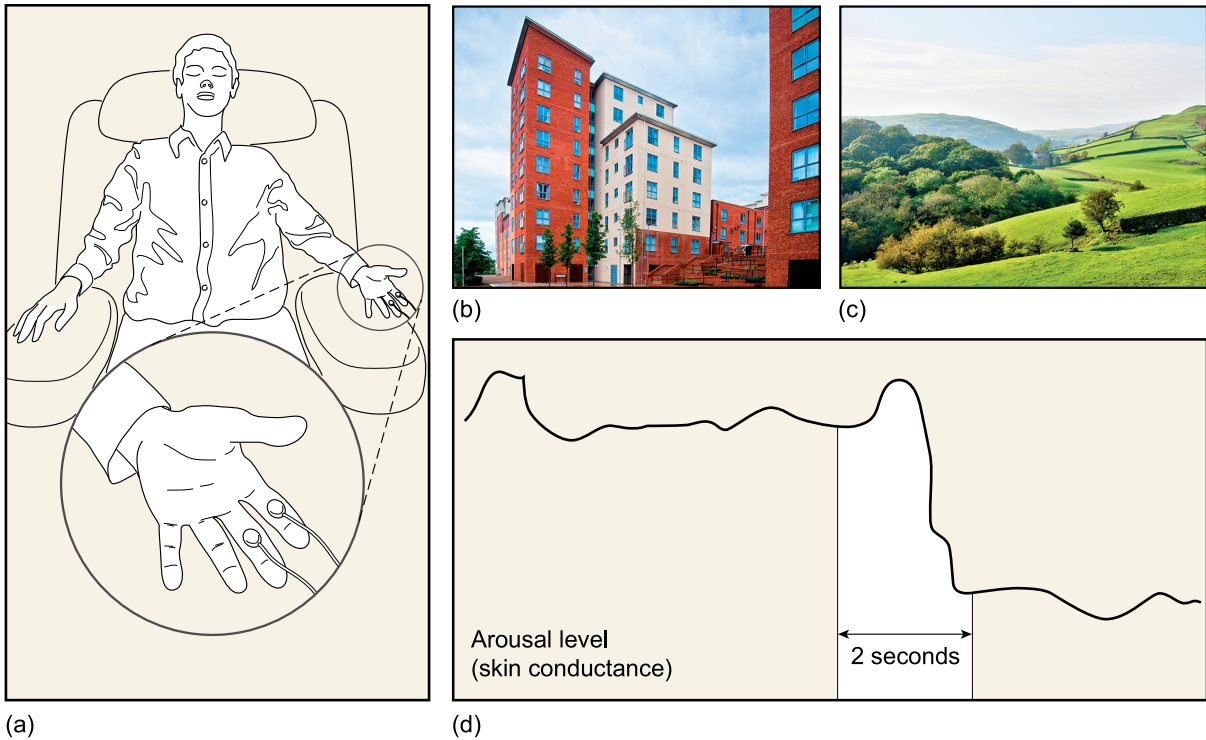 (a)
(b)
(c)
Arousal level
(skin conductance)
2 seconds
(d)